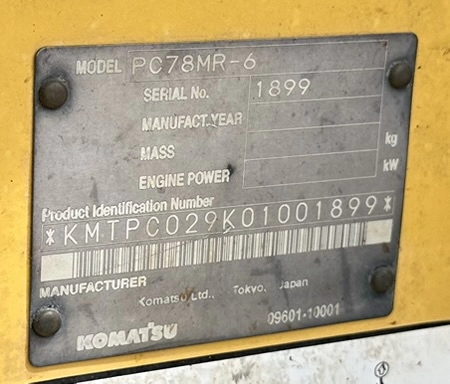 MODEL PC78MR-6
SERIAL No. 1899
MANUFACT.YEAR
MASS kg
ENGINE POWER kW
Product Identification Number
*KMTPC029K01001899*
MANUFACTURER
Komatsu Ltd., Tokyo, Japan
KOMATSU 09601-10001